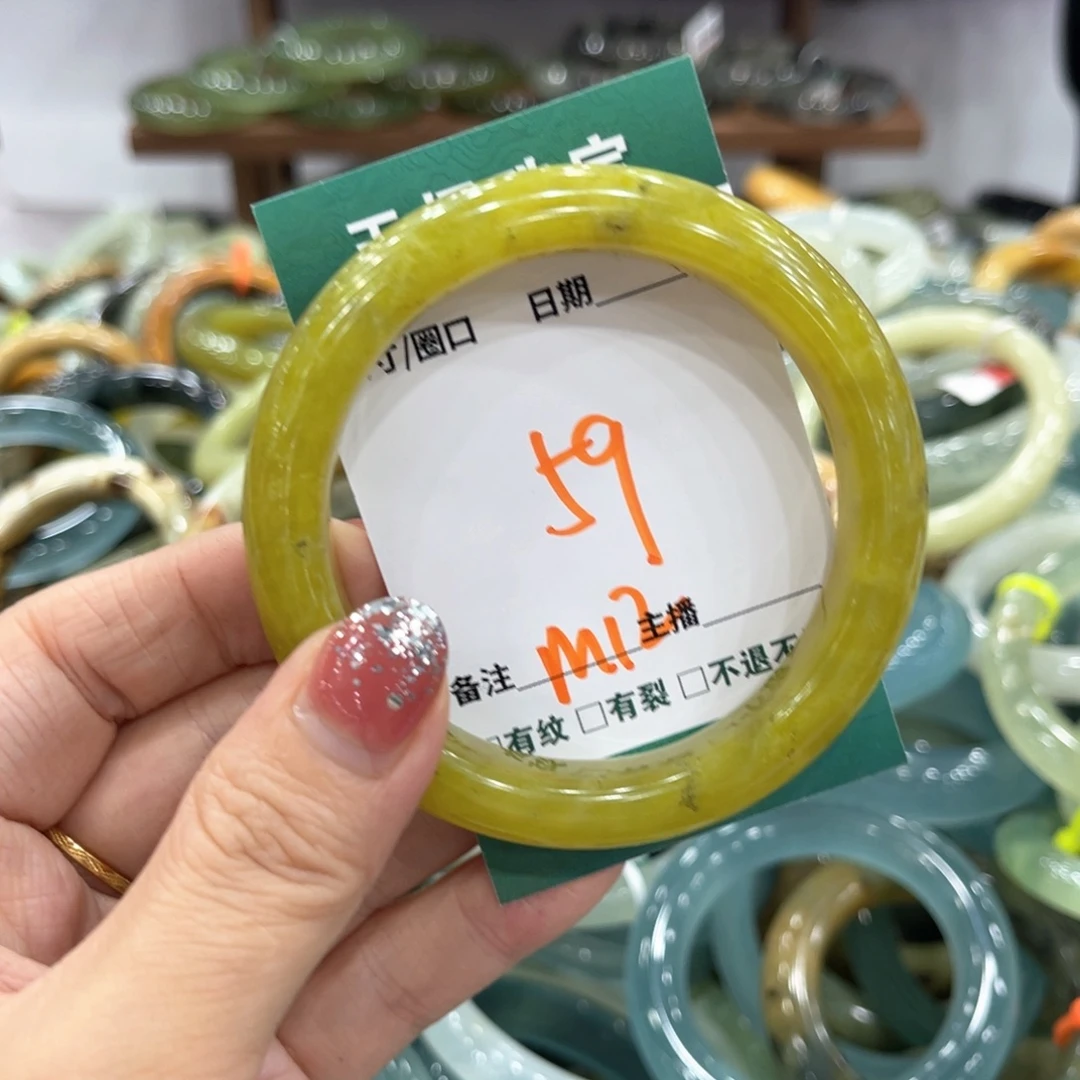 日期
寸/圈口
59
M12
主播
备注
有纹 □有裂 □不退不